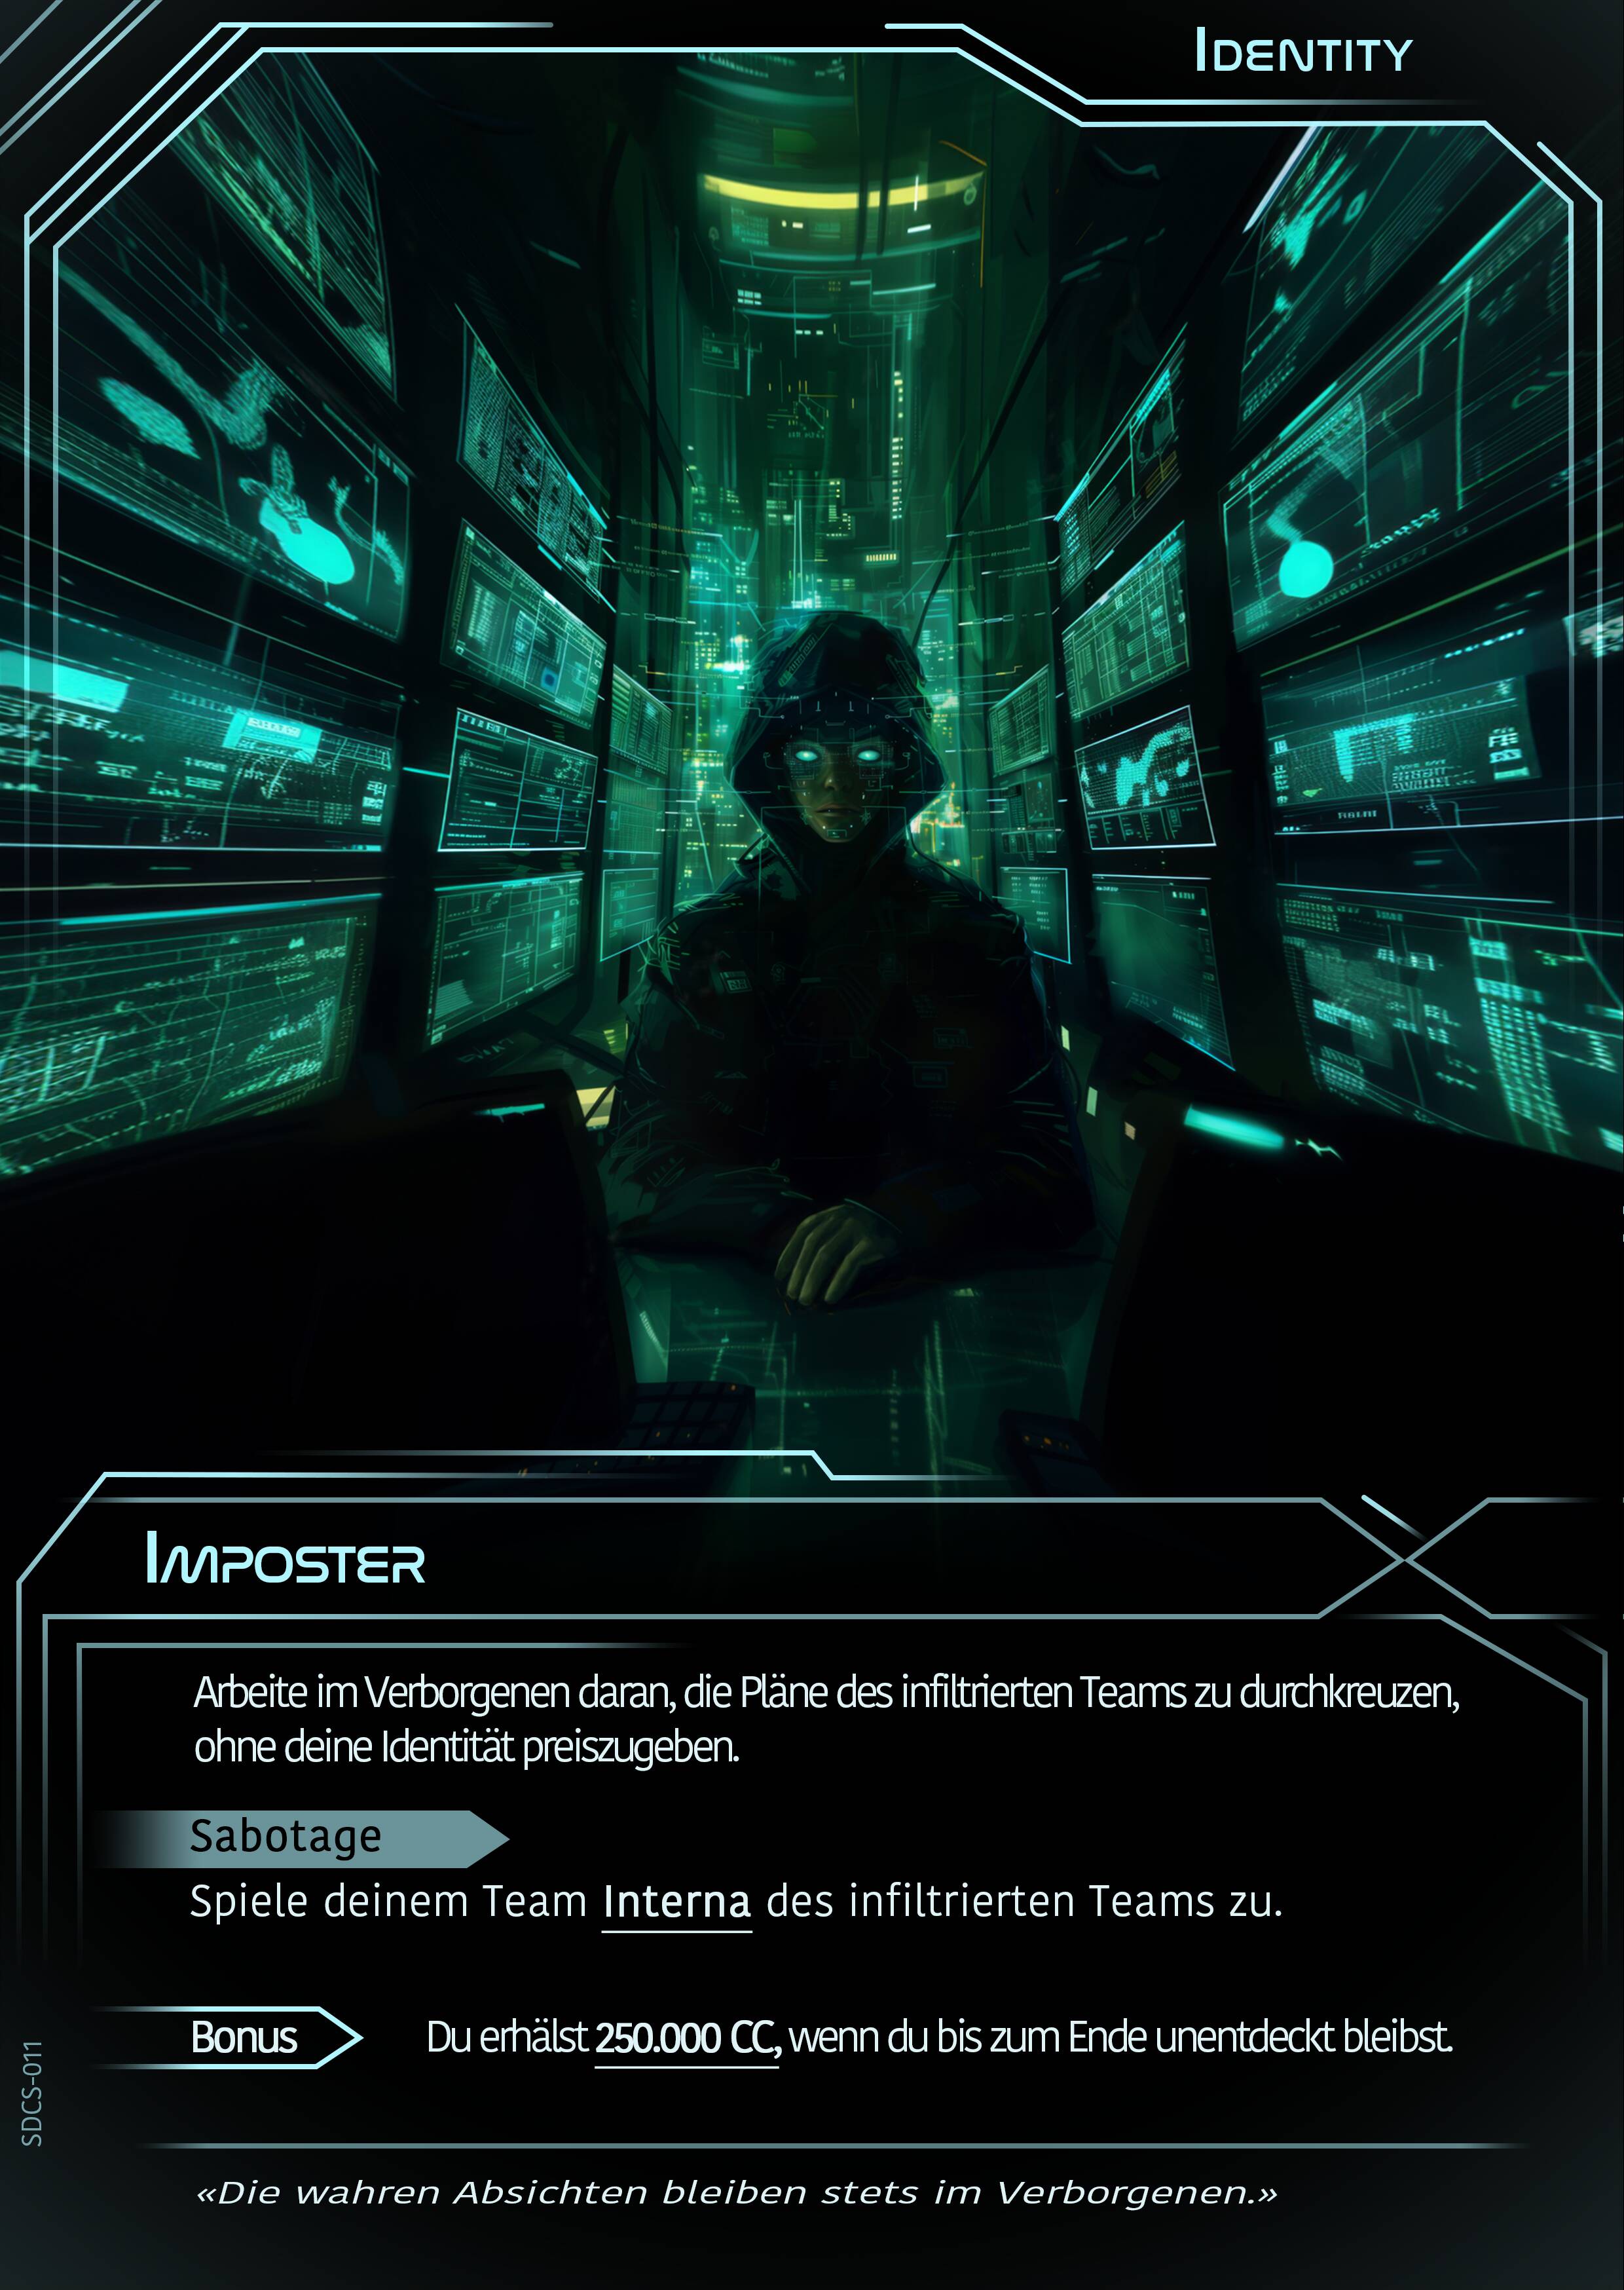 Identity
Imposter
Arbeite im Verborgenen daran, die Pläne des infiltrierten Teams zu durchkreuzen,
ohne deine Identität preiszugeben.
Sabotage
Spiele deinem Team Interna des infiltrierten Teams zu.
Bonus
Du erhälst 250.000 CC, wenn du bis zum Ende unentdeckt bleibst.
SDCS-011
«Die wahren Absichten bleiben stets im Verborgenen.»